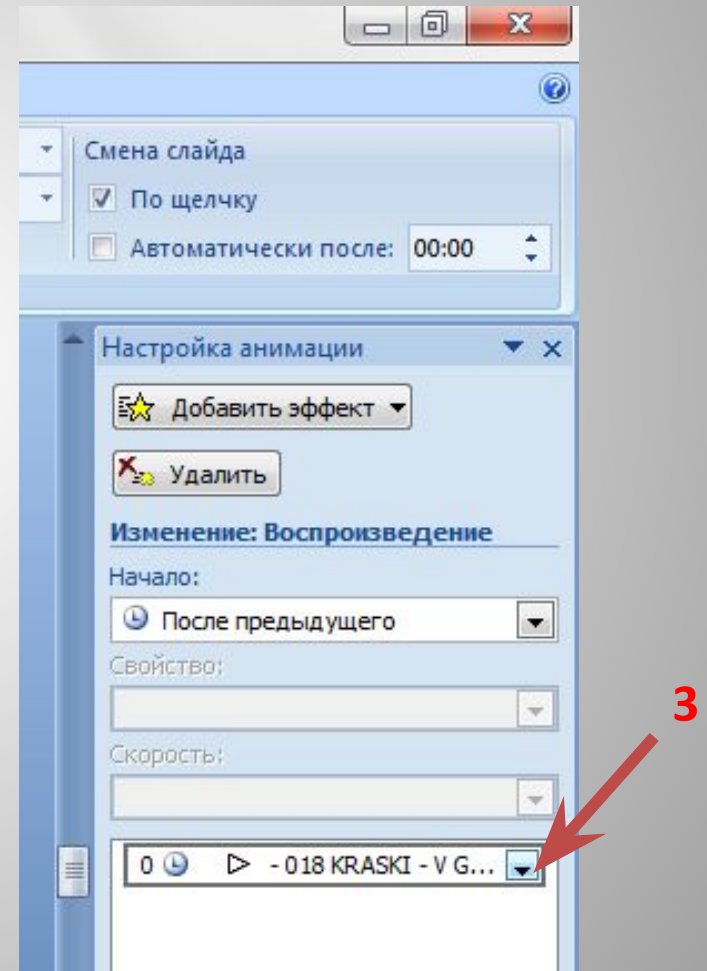 Смена слайда
По щелчку
Автоматически после: 00:00
Настройка анимации
Добавить эффект
Удалить
Изменение: Воспроизведение
Начало:
После предыдущего
Свойство:
3
Скорость:
0 - 018 KRASKI - V G...